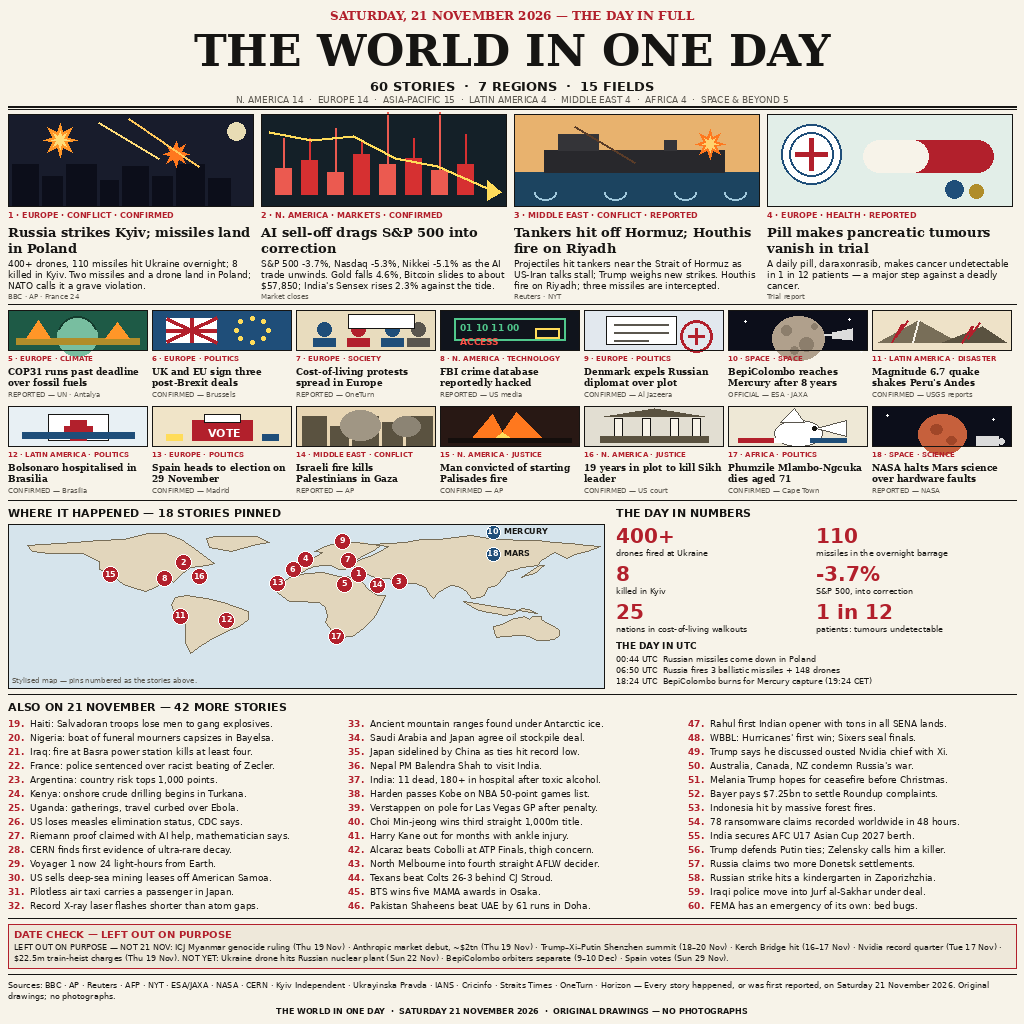 SATURDAY, 21 NOVEMBER 2026 — THE DAY IN FULL
THE WORLD IN ONE DAY
60 STORIES · 7 REGIONS · 15 FIELDS
N. AMERICA 14 · EUROPE 14 · ASIA-PACIFIC 15 · LATIN AMERICA 4 · MIDDLE EAST 4 · AFRICA 4 · SPACE & BEYOND 5
1 · EUROPE · CONFLICT · CONFIRMED
Russia strikes Kyiv; missiles land
in Poland
400+ drones, 110 missiles hit Ukraine overnight; 8
killed in Kyiv. Two missiles and a drone land in Poland;
NATO calls it a grave violation.
BBC · AP · France 24
2 · N. AMERICA · MARKETS · CONFIRMED
AI sell-off drags S&P 500 into
correction
S&P 500 -3.7%, Nasdaq -5.3%, Nikkei -5.1% as the AI
trade unwinds. Gold falls 4.6%, Bitcoin slides to about
$57,850; India's Sensex rises 2.3% against the tide.
Market closes
3 · MIDDLE EAST · CONFLICT · REPORTED
Tankers hit off Hormuz; Houthis
fire on Riyadh
Projectiles hit tankers near the Strait of Hormuz as
US-Iran talks stall; Trump weighs new strikes. Houthis
fire on Riyadh; three missiles are intercepted.
Reuters · NYT
4 · EUROPE · HEALTH · REPORTED
Pill makes pancreatic tumours
vanish in trial
A daily pill, daraxonrasib, makes cancer undetectable
in 1 in 12 patients — a major step against a deadly
cancer.
Trial report
5 · EUROPE · CLIMATE
COP31 runs past deadline
over fossil fuels
REPORTED — UN · Antalya
6 · EUROPE · POLITICS
UK and EU sign three
post-Brexit deals
CONFIRMED — Brussels
7 · EUROPE · SOCIETY
Cost-of-living protests
spread in Europe
REPORTED — OneTurn
01 10 11 00
ACCESS
8 · N. AMERICA · TECHNOLOGY
FBI crime database
reportedly hacked
REPORTED — US media
9 · EUROPE · POLITICS
Denmark expels Russian
diplomat over plot
CONFIRMED — Al Jazeera
10 · SPACE · SPACE
BepiColombo reaches
Mercury after 8 years
OFFICIAL — ESA · JAXA
11 · LATIN AMERICA · DISASTER
Magnitude 6.7 quake
shakes Peru's Andes
CONFIRMED — USGS reports
12 · LATIN AMERICA · POLITICS
Bolsonaro hospitalised in
Brasilia
CONFIRMED — Brasília
VOTE
13 · EUROPE · POLITICS
Spain heads to election on
29 November
CONFIRMED — Madrid
14 · MIDDLE EAST · CONFLICT
Israeli fire kills
Palestinians in Gaza
REPORTED — AP
15 · N. AMERICA · JUSTICE
Man convicted of starting
Palisades fire
CONFIRMED — AP
16 · N. AMERICA · JUSTICE
19 years in plot to kill Sikh
leader
CONFIRMED — US court
17 · AFRICA · POLITICS
Phumzile Mlambo-Ngcuka
dies aged 71
CONFIRMED — Cape Town
18 · SPACE · SCIENCE
NASA halts Mars science
over hardware faults
REPORTED — NASA
WHERE IT HAPPENED — 18 STORIES PINNED
10 MERCURY
9
2
4
7
18 MARS
15
8
16
6
1
13
5
14
3
11
12
17
Stylised map — pins numbered as the stories above.
THE DAY IN NUMBERS
400+
drones fired at Ukraine
110
missiles in the overnight barrage
8
killed in Kyiv
-3.7%
S&P 500, into correction
25
nations in cost-of-living walkouts
1 in 12
patients: tumours undetectable
THE DAY IN UTC
00:44 UTC Russian missiles come down in Poland
06:50 UTC Russia fires 3 ballistic missiles + 148 drones
18:24 UTC BepiColombo burns for Mercury capture (19:24 CET)
ALSO ON 21 NOVEMBER — 42 MORE STORIES
19. Haiti: Salvadoran troops lose men to gang explosives.
20. Nigeria: boat of funeral mourners capsizes in Bayelsa.
21. Iraq: fire at Basra power station kills at least four.
22. France: police sentenced over racist beating of Zecler.
23. Argentina: country risk tops 1,000 points.
24. Kenya: onshore crude drilling begins in Turkana.
25. Uganda: gatherings, travel curbed over Ebola.
26. US loses measles elimination status, CDC says.
27. Riemann proof claimed with AI help, mathematician says.
28. CERN finds first evidence of ultra-rare decay.
29. Voyager 1 now 24 light-hours from Earth.
30. US sells deep-sea mining leases off American Samoa.
31. Pilotless air taxi carries a passenger in Japan.
32. Record X-ray laser flashes shorter than atom gaps.
33. Ancient mountain ranges found under Antarctic ice.
34. Saudi Arabia and Japan agree oil stockpile deal.
35. Japan sidelined by China as ties hit record low.
36. Nepal PM Balendra Shah to visit India.
37. India: 11 dead, 180+ in hospital after toxic alcohol.
38. Harden passes Kobe on NBA 50-point games list.
39. Verstappen on pole for Las Vegas GP after penalty.
40. Choi Min-jeong wins third straight 1,000m title.
41. Harry Kane out for months with ankle injury.
42. Alcaraz beats Cobolli at ATP Finals, thigh concern.
43. North Melbourne into fourth straight AFLW decider.
44. Texans beat Colts 26-3 behind CJ Stroud.
45. BTS wins five MAMA awards in Osaka.
46. Pakistan Shaheens beat UAE by 61 runs in Doha.
47. Rahul first Indian opener with tons in all SENA lands.
48. WBBL: Hurricanes' first win; Sixers seal finals.
49. Trump says he discussed ousted Nvidia chief with Xi.
50. Australia, Canada, NZ condemn Russia's war.
51. Melania Trump hopes for ceasefire before Christmas.
52. Bayer pays $7.25bn to settle Roundup complaints.
53. Indonesia hit by massive forest fires.
54. 78 ransomware claims recorded worldwide in 48 hours.
55. India secures AFC U17 Asian Cup 2027 berth.
56. Trump defends Putin ties; Zelensky calls him a killer.
57. Russia claims two more Donetsk settlements.
58. Russian strike hits a kindergarten in Zaporizhzhia.
59. Iraqi police move into Jurf al-Sakhar under deal.
60. FEMA has an emergency of its own: bed bugs.
DATE CHECK — LEFT OUT ON PURPOSE
LEFT OUT ON PURPOSE — NOT 21 NOV: ICJ Myanmar genocide ruling (Thu 19 Nov) · Anthropic market debut, ~$2tn (Thu 19 Nov) · Trump–Xi–Putin Shenzhen summit (18–20 Nov) · Kerch Bridge hit (16–17 Nov) · Nvidia record quarter (Tue 17 Nov) ·
$22.5m train-heist charges (Thu 19 Nov). NOT YET: Ukraine drone hits Russian nuclear plant (Sun 22 Nov) · BepiColombo orbiters separate (9–10 Dec) · Spain votes (Sun 29 Nov).
Sources: BBC · AP · Reuters · AFP · NYT · ESA/JAXA · NASA · CERN · Kyiv Independent · Ukrayinska Pravda · IANS · Cricinfo · Straits Times · OneTurn · Horizon — Every story happened, or was first reported, on Saturday 21 November 2026. Original
drawings; no photographs.
THE WORLD IN ONE DAY · SATURDAY 21 NOVEMBER 2026 · ORIGINAL DRAWINGS — NO PHOTOGRAPHS